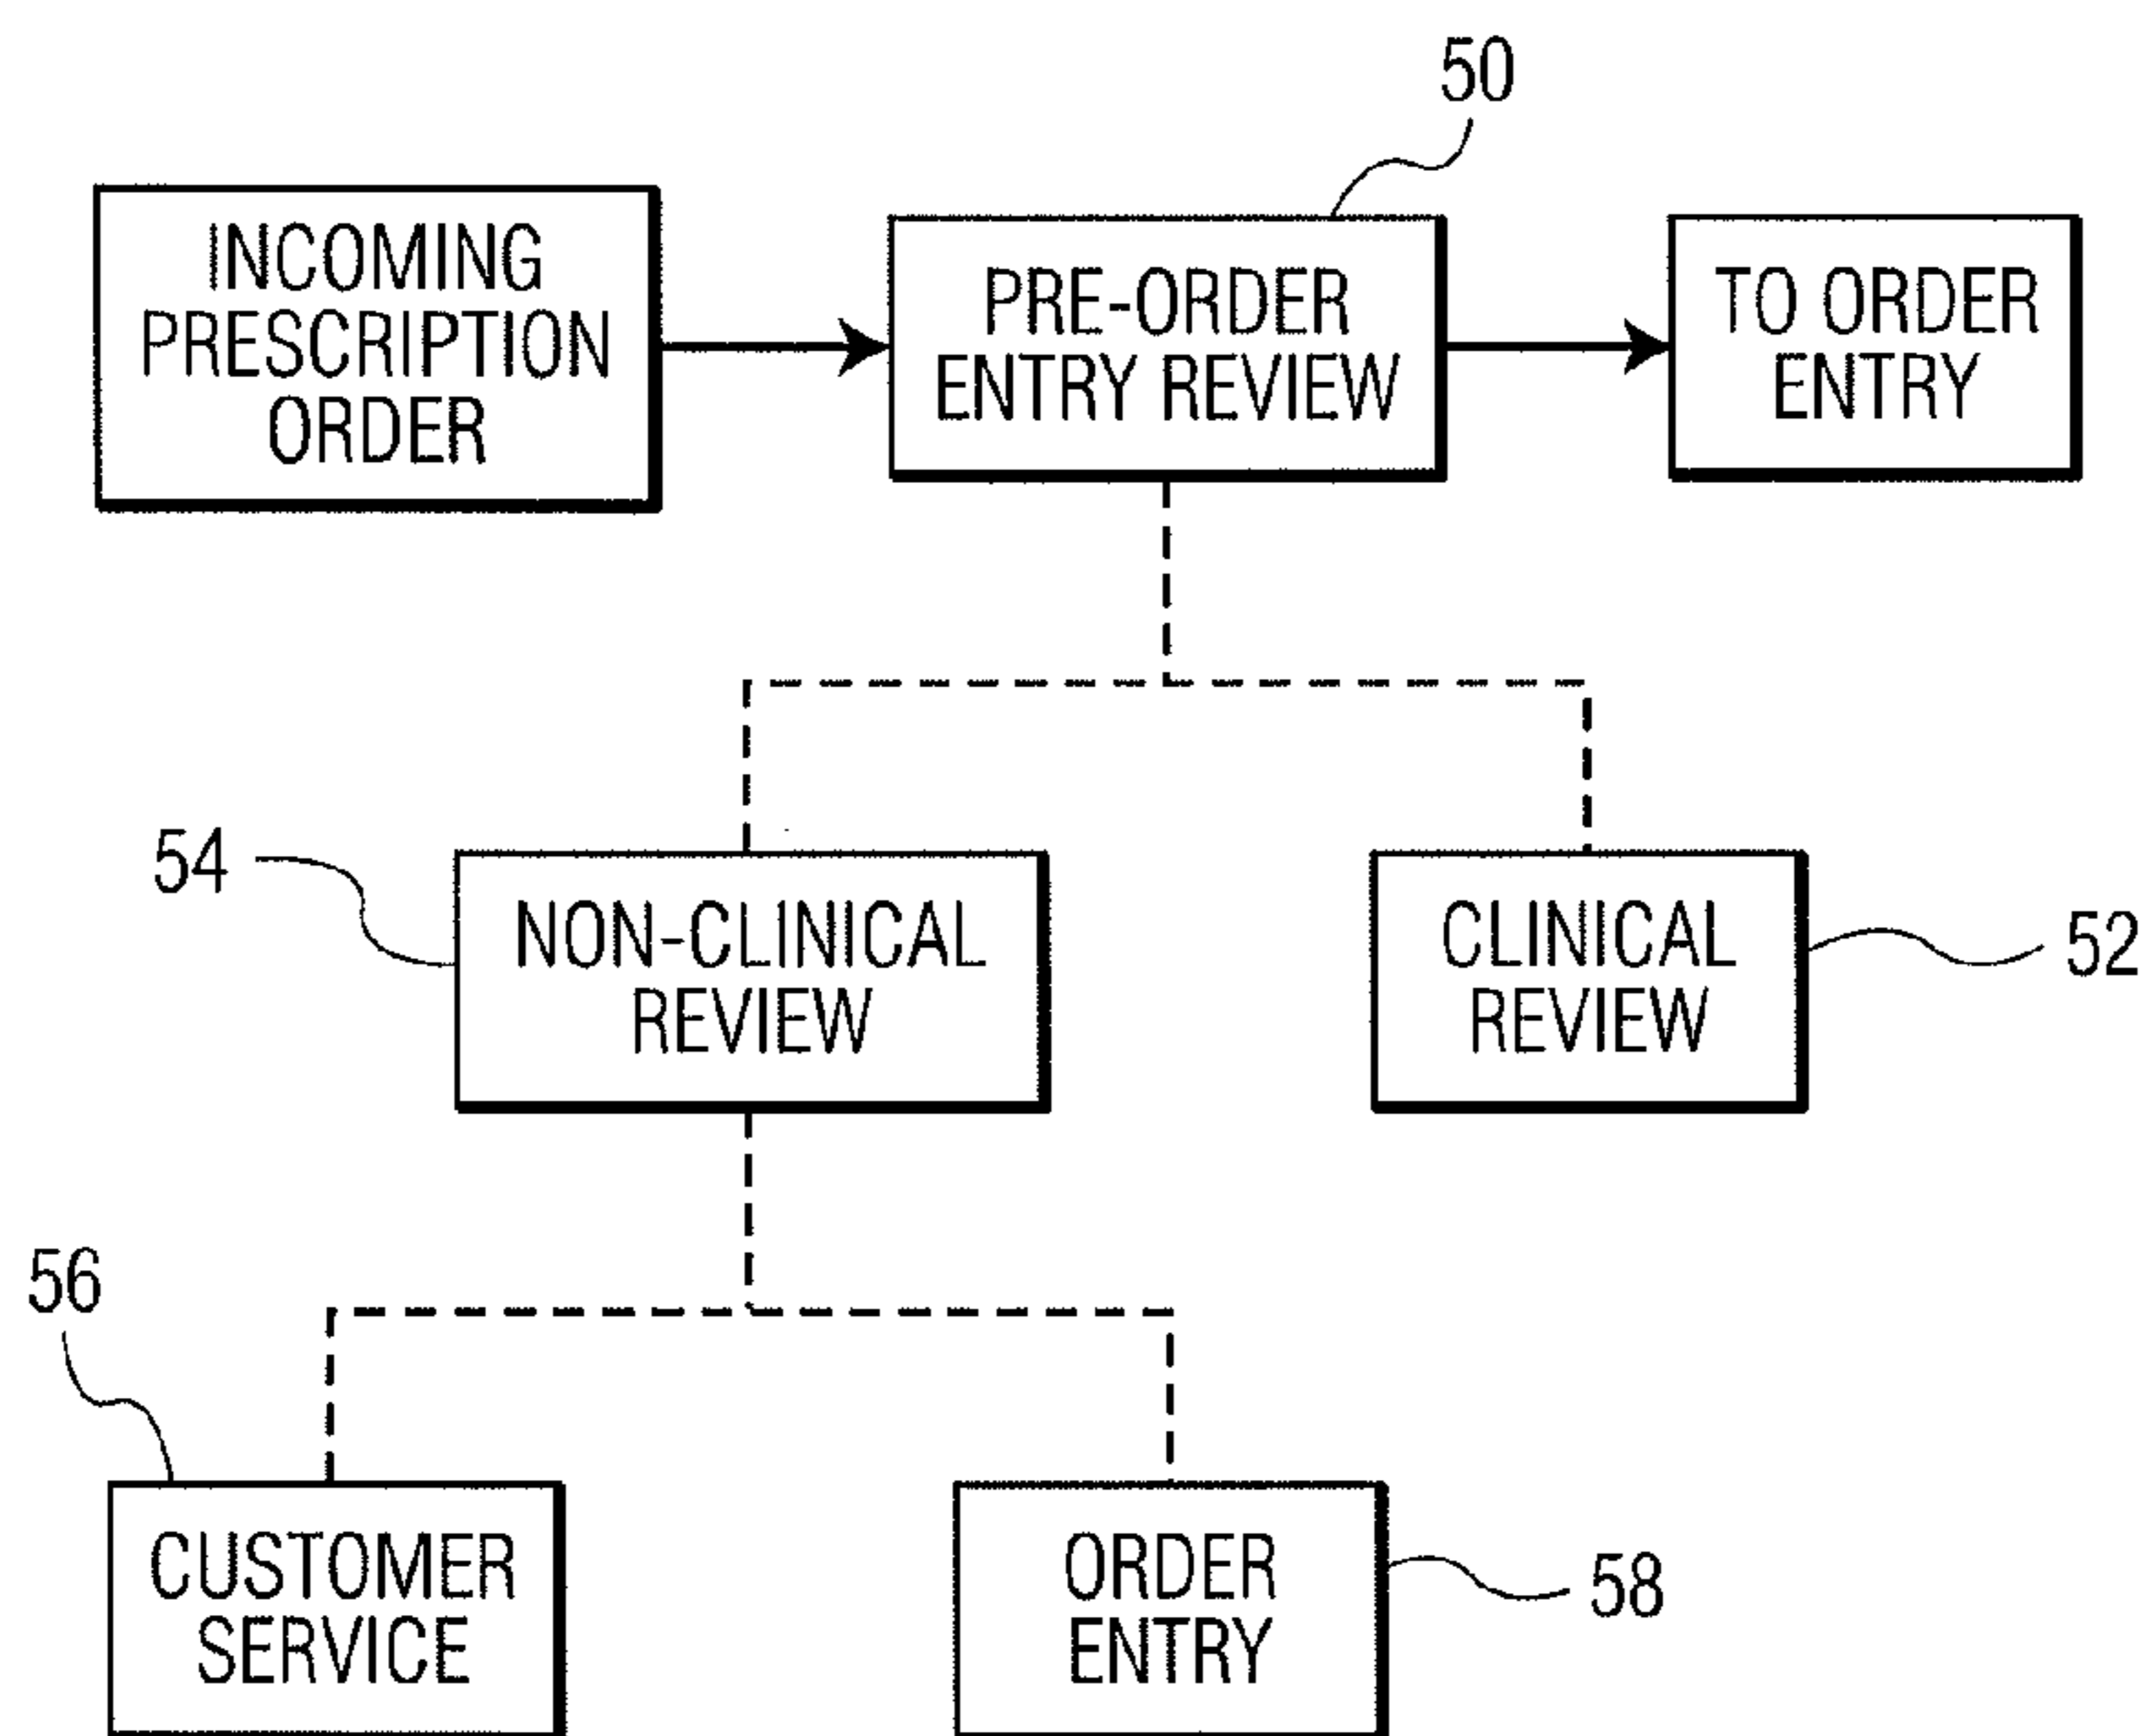 50
INCOMING
PRESCRIPTION
ORDER
PRE-ORDER
ENTRY REVIEW
TO ORDER
ENTRY
54
NON-CLINICAL
REVIEW
CLINICAL
REVIEW
52
56
CUSTOMER
SERVICE
ORDER
ENTRY
58